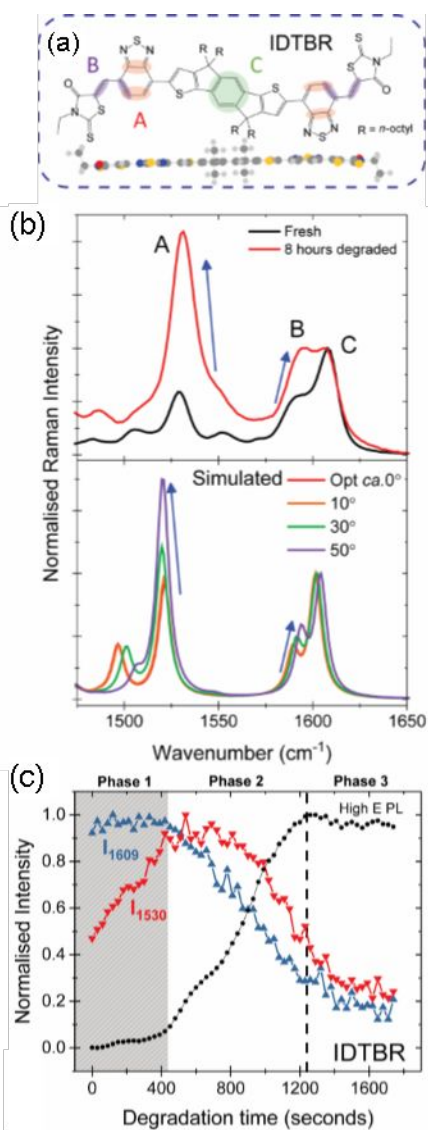 (a)
IDTBR
N S N
R R
B
C
S
N
O
A
R = n-octyl
(b)
A
Fresh
8 hours degraded
B
C
Normalised Raman Intensity
Simulated
Opt ca.0°
10°
30°
50°
1500 1550 1600 1650
Wavenumber (cm-1)
(c)
Phase 1 Phase 2 Phase 3
High E PL
I1609
I1530
Normalised Intensity
1.0
0.8
0.6
0.4
0.2
0.0
IDTBR
0 400 800 1200 1600
Degradation time (seconds)